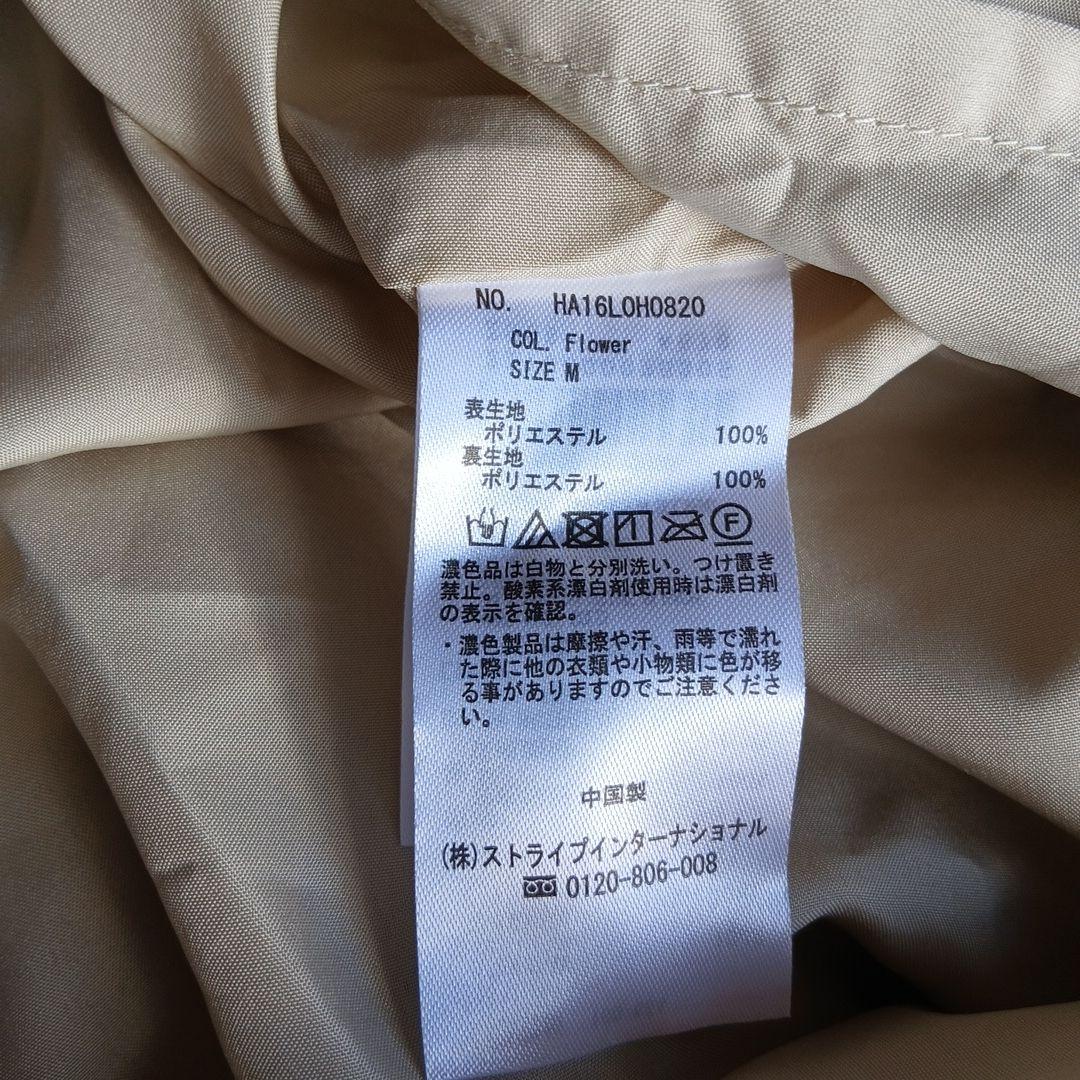 NO. HA16L0H0820
COL. Flower
SIZE M
表生地
ポリエステル 100%
裏生地
ポリエステル 100%
F
濃色品は白物と分別洗い。つけ置き
禁止。酸素系漂白剤使用時は漂白剤
の表示を確認。
・濃色製品は摩擦や汗、雨等で濡れ
た際に他の衣類や小物類に色が移
る事がありますのでご注意くださ
い。
中国製
(株)ストライプインターナショナル
0120-806-008